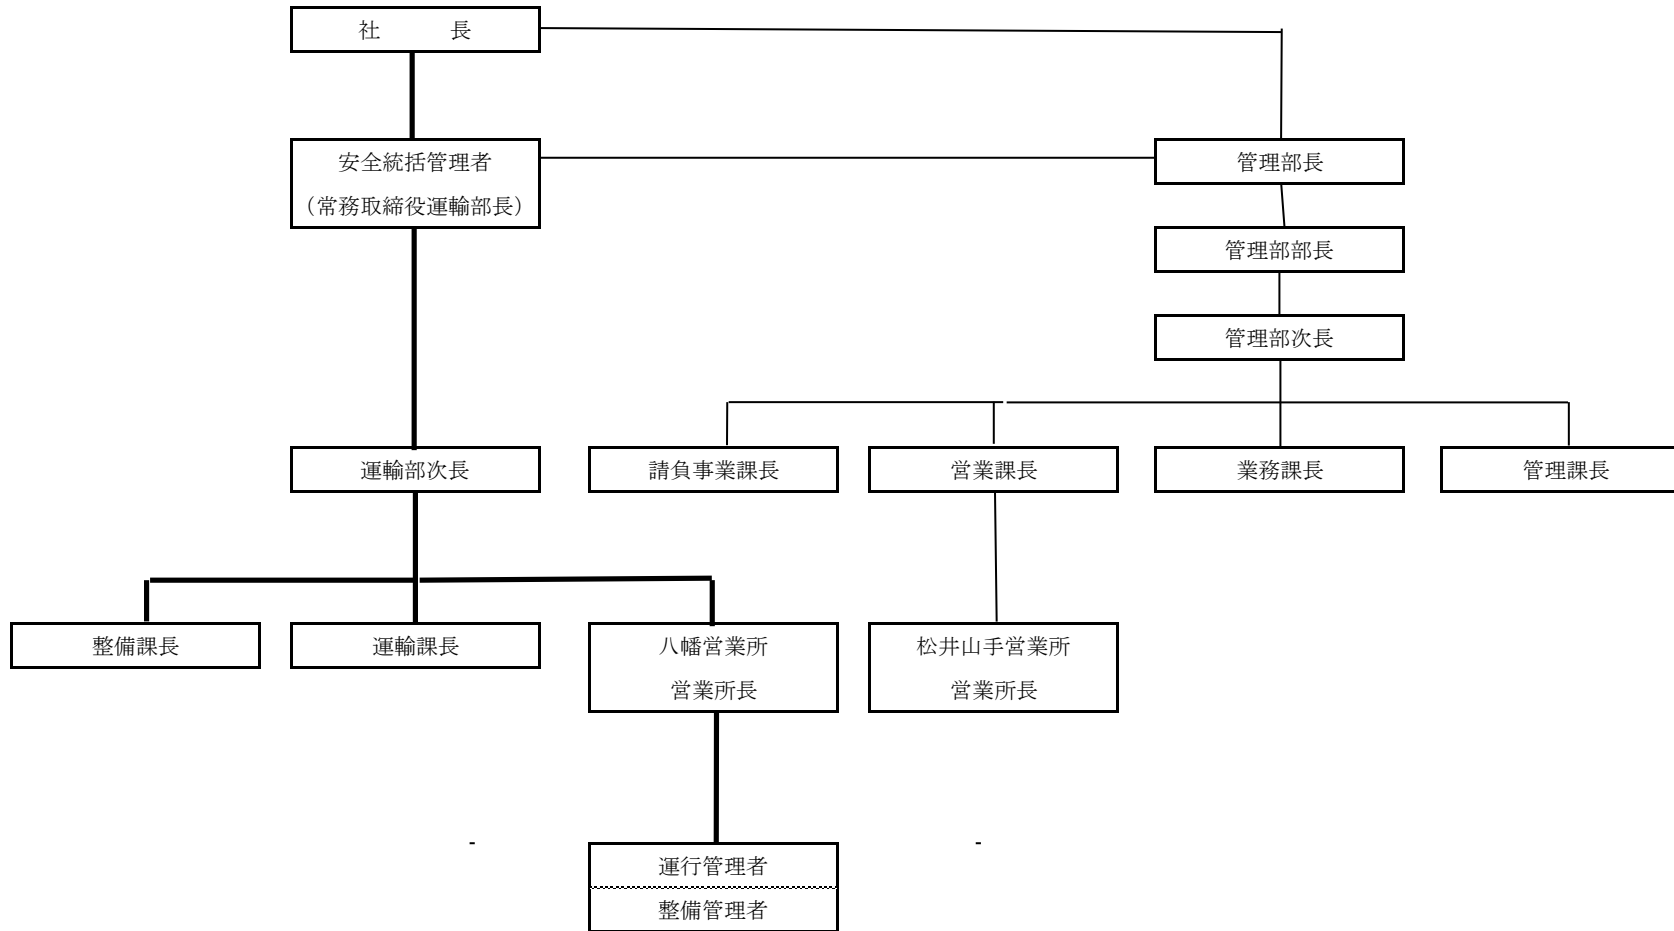 社　　　長
安全統括管理者
（常務取締役運輸部長）
管理部長
管理部部長
管理部次長
運輸部次長
請負事業課長
営業課長
業務課長
管理課長
整備課長
運輸課長
八幡営業所
営業所長
松井山手営業所
営業所長
運行管理者
整備管理者